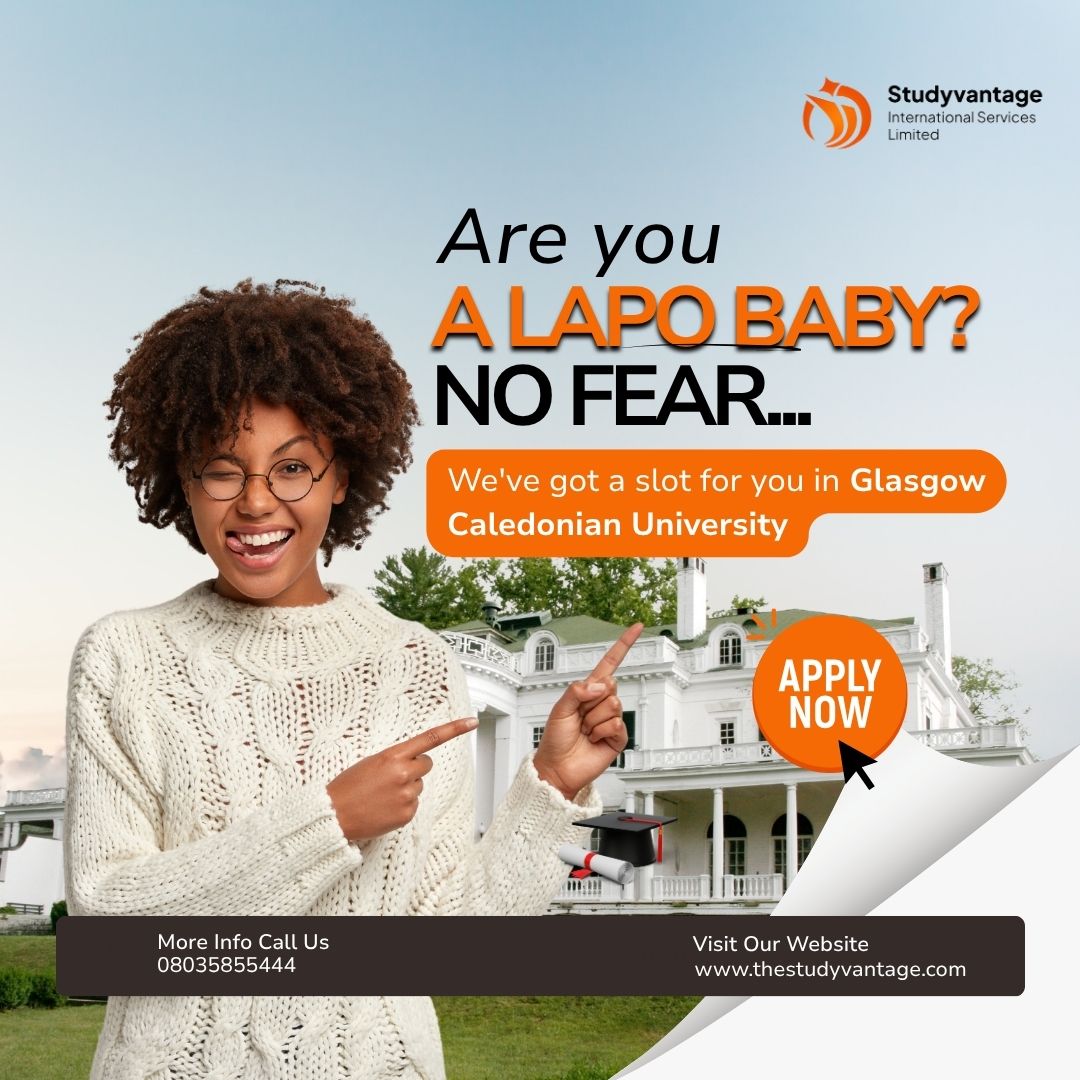 Studyvantage
International Services
Limited
Are you
A LAPO BABY?
NO FEAR...
We've got a slot for you in Glasgow
Caledonian University
APPLY
NOW
More Info Call Us
08035855444
Visit Our Website
www.thestudyvantage.com